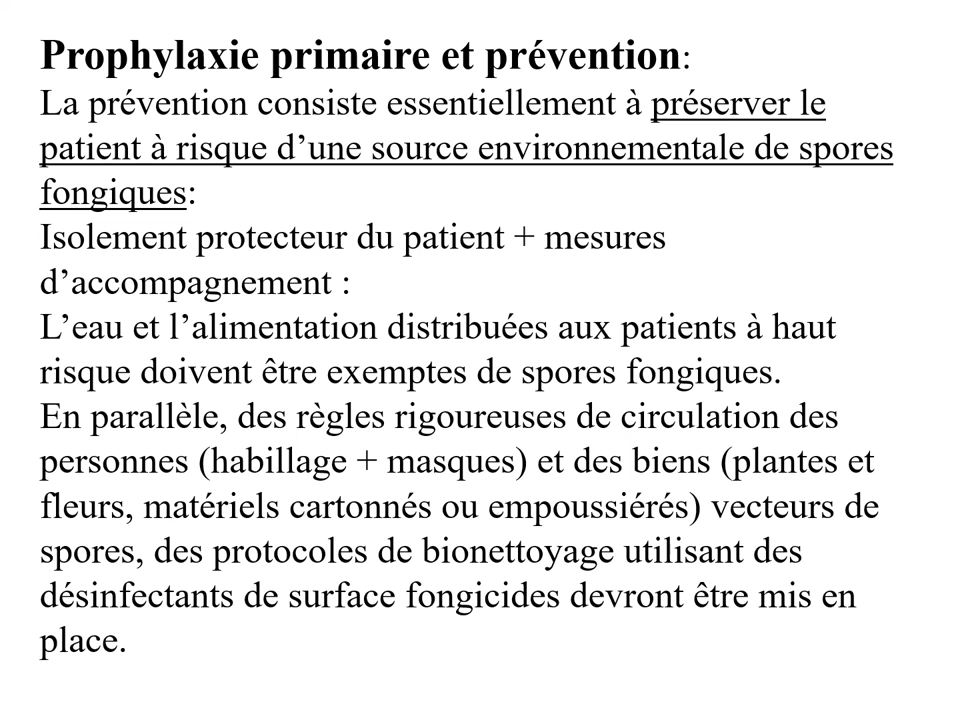 Prophylaxie primaire et prévention:
La prévention consiste essentiellement à préserver le
patient à risque d’une source environnementale de spores
fongiques:
Isolement protecteur du patient + mesures
d’accompagnement :
L’eau et l’alimentation distribuées aux patients à haut
risque doivent être exemptes de spores fongiques.
En parallèle, des règles rigoureuses de circulation des
personnes (habillage + masques) et des biens (plantes et
fleurs, matériels cartonnés ou empoussiérés) vecteurs de
spores, des protocoles de bionettoyage utilisant des
désinfectants de surface fongicides devront être mis en
place.